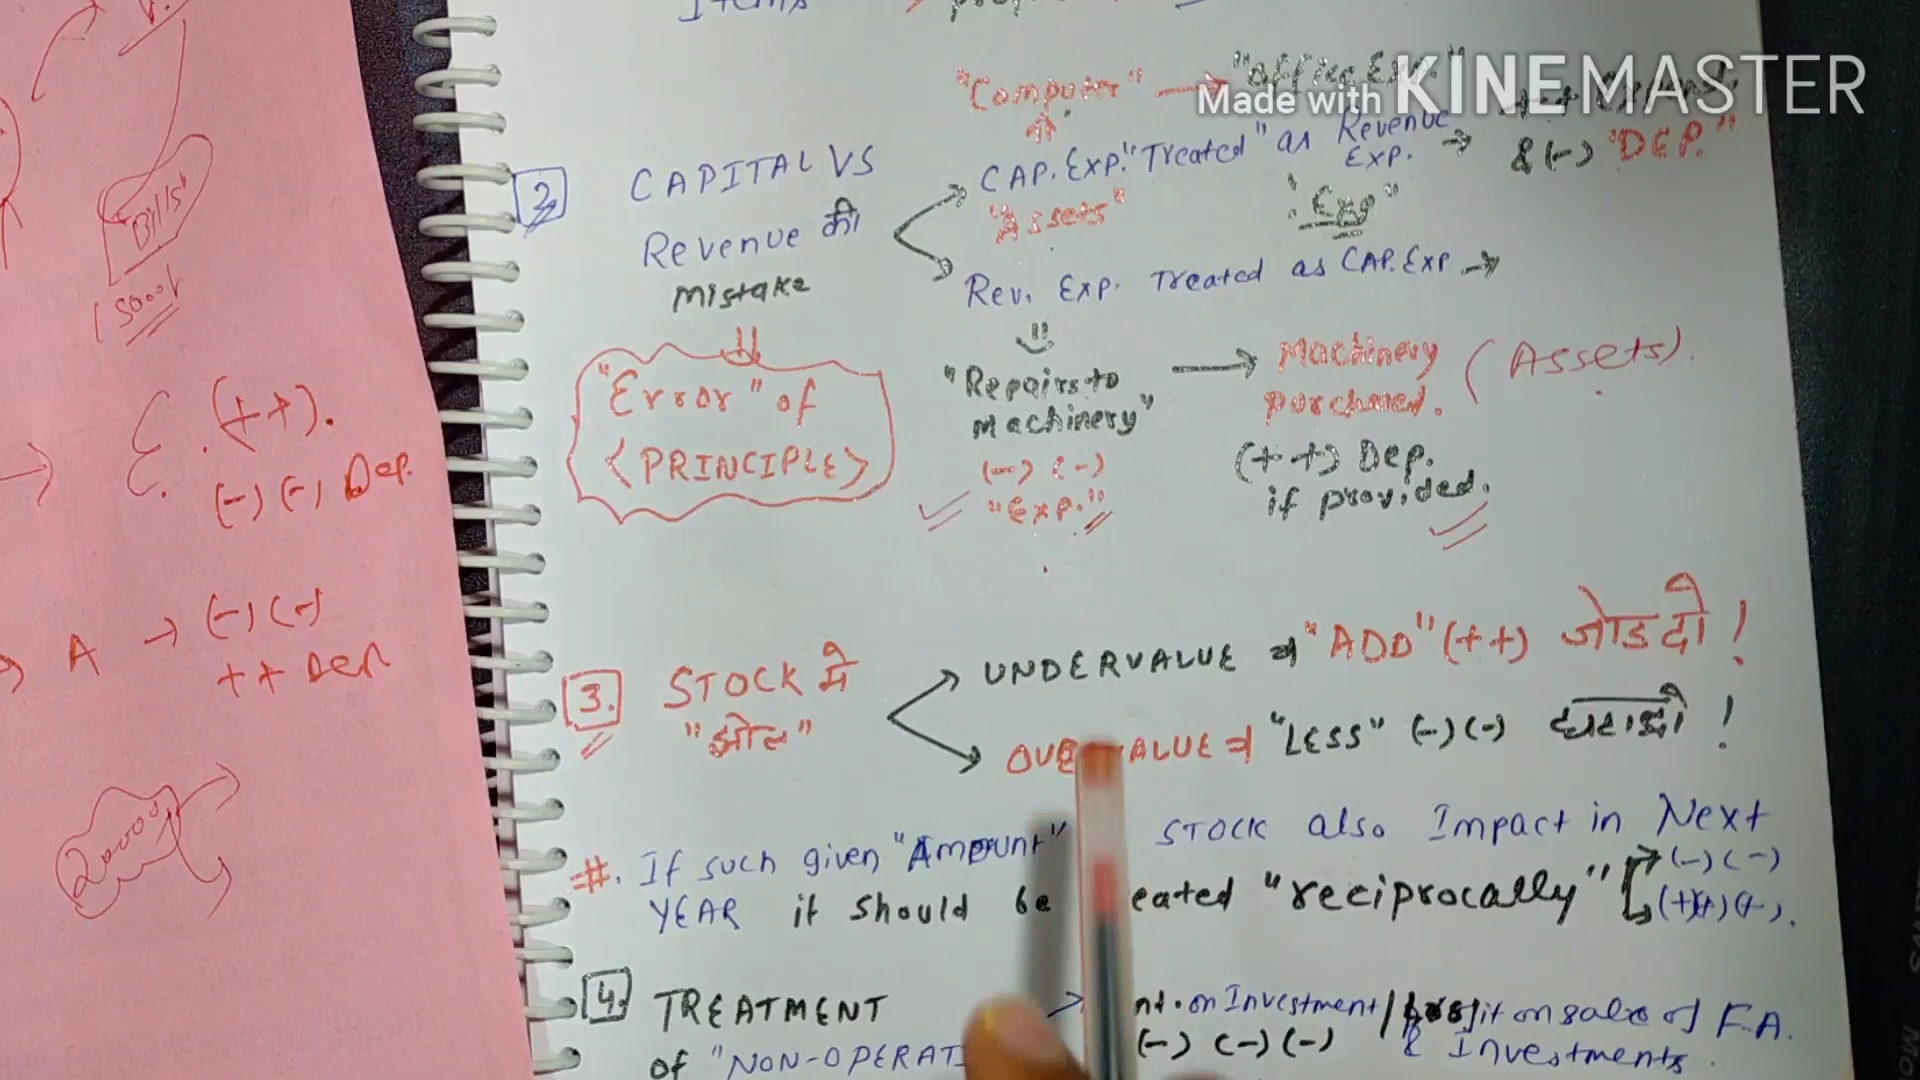 Items
"Computer" → "office Exp."
Made with KINEMASTER
2 CAPITAL VS
Revenue की
Mistake
CAP. EXP. "Treated" as Revenue Exp. →
& (-) "DEP."
"Assets"
"Exp"
Rev. Exp. Treated as CAP. EXP →
"Error" of
<PRINCIPLE>
"Repairs to
Machinery"
(-) (-)
"Exp."
→ Machinery
purchased. (Assets).
(++) Dep.
if provided.
3. STOCK में
"झोल"
UNDERVALUE ⇒ "ADD" (++) जोड दो !
⇒ "LESS" (-) (-) घटाओ !
#. If such given "Amount" STOCK also Impact in Next
YEAR it should be "reciprocally" (-) (-)
4. TREATMENT
of
on Investment / on sale of F.A.
(-) (-) (-) & Investments.
"Bills"
(++).
(-) (-) Dep.
A → (-) (-)
++ Dep